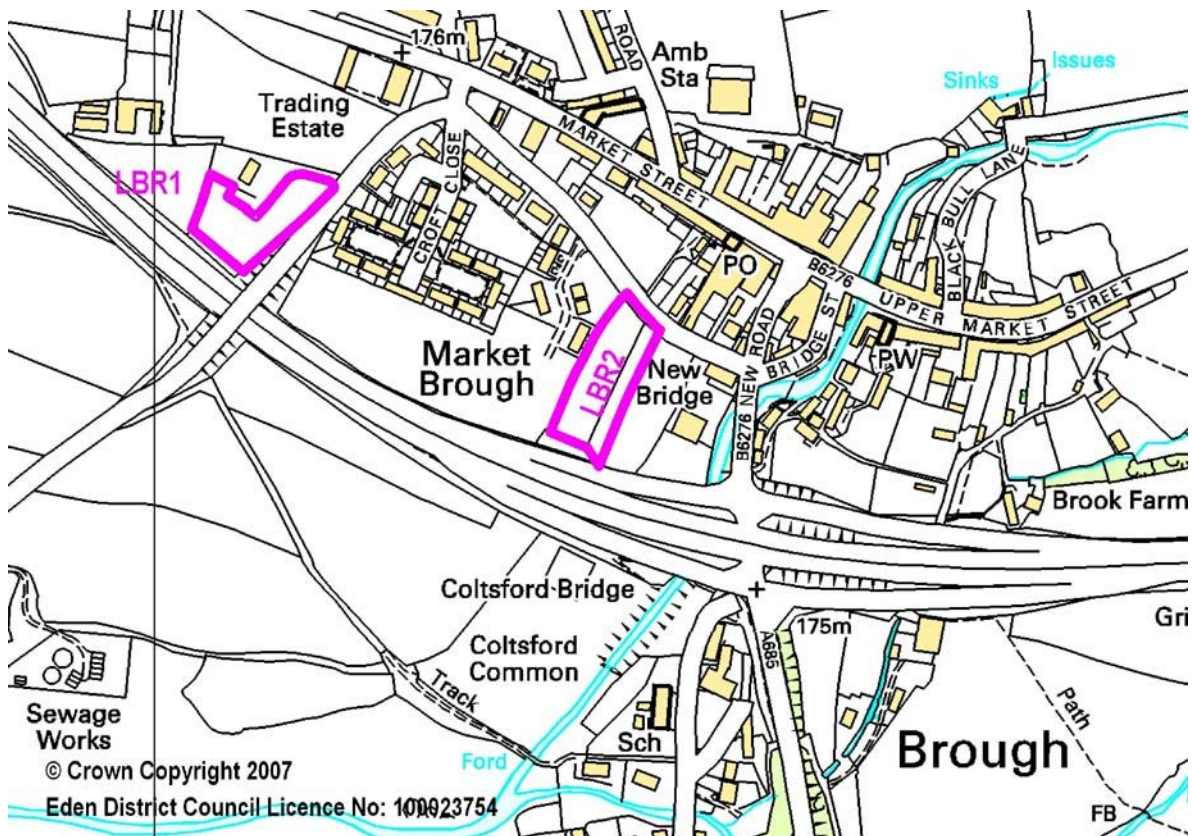 176m
ROAD
Amb
Sta
Issues
Sinks
Trading
Estate
MARKET STREET
CROFT CLOSE
LBR1
BLACK BULL LANE
PO
B6276
UPPER MARKET STREET
NEW ROAD
BRIDGE ST
PW
Market
Brough
LBR2
New
Bridge
B6276
Brook Farm
Coltsford Bridge
175m
A685
Gri
Coltsford
Common
Track
Path
Sewage
Works
Sch
Brough
Ford
© Crown Copyright 2007
Eden District Council Licence No: 100023754
FB